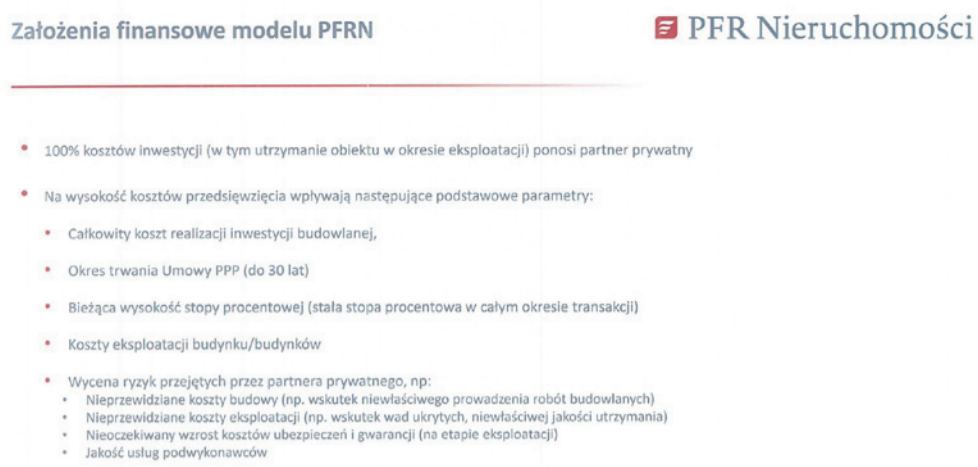 Założenia finansowe modelu PFRN
PFR Nieruchomości
• 100% kosztów inwestycji (w tym utrzymanie obiektu w okresie eksploatacji) ponosi partner prywatny
• Na wysokość kosztów przedsięwzięcia wpływają następujące podstawowe parametry:
• Całkowity koszt realizacji inwestycji budowlanej,
• Okres trwania Umowy PPP (do 30 lat)
• Bieżąca wysokość stopy procentowej (stała stopa procentowa w całym okresie transakcji)
• Koszty eksploatacji budynku/budynków
• Wycena ryzyk przejętych przez partnera prywatnego, np:
• Nieprzewidziane koszty budowy (np. wskutek niewłaściwego prowadzenia robót budowlanych)
• Nieprzewidziane koszty eksploatacji (np. wskutek wad ukrytych, niewłaściwej jakości utrzymania)
• Nieoczekiwany wzrost kosztów ubezpieczeń i gwarancji (na etapie eksploatacji)
• Jakość usług podwykonawców